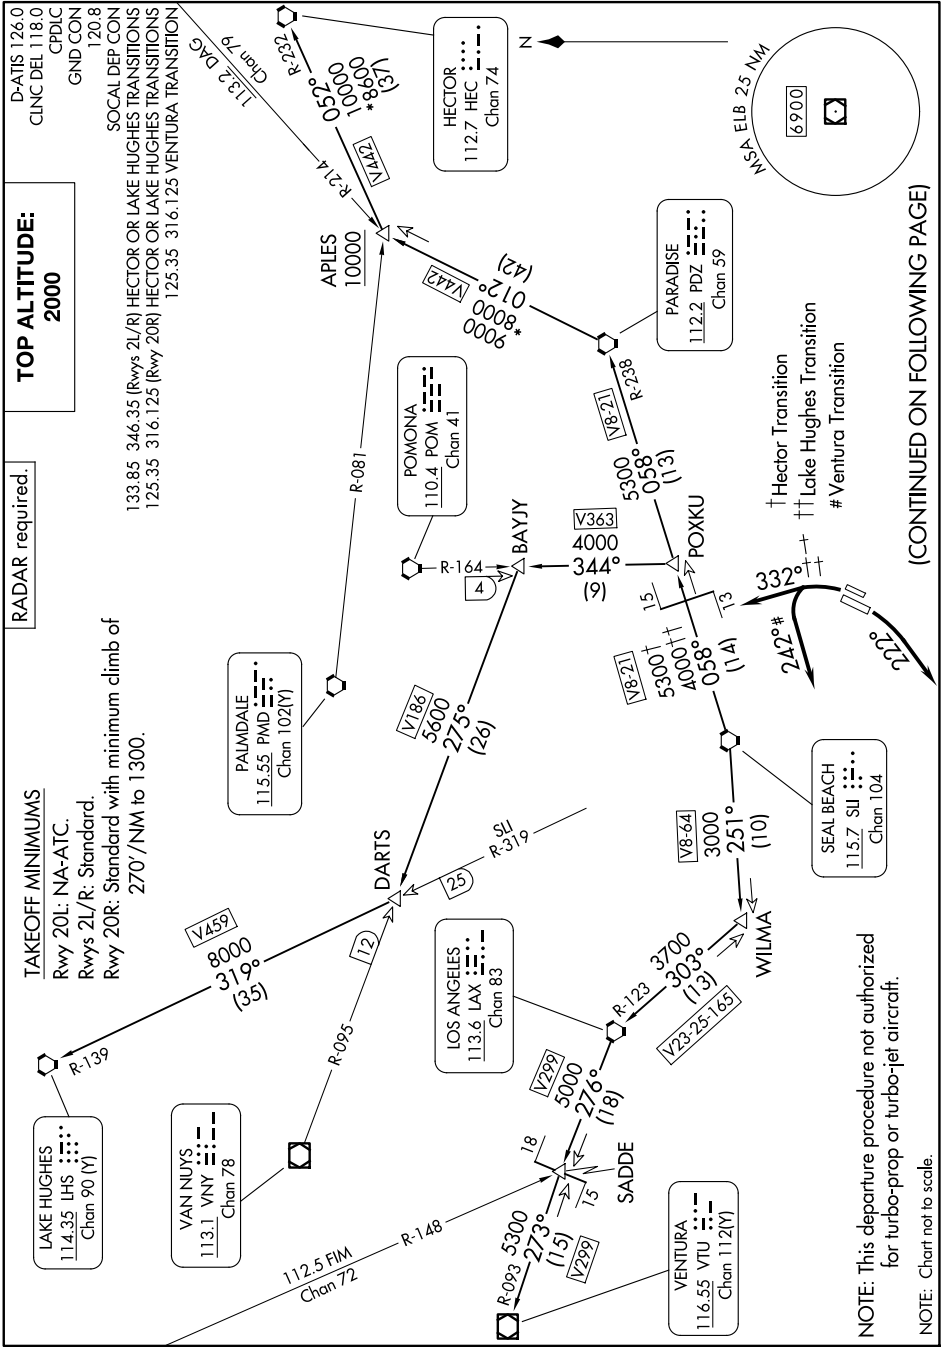 D-ATIS 126.0
CLNC DEL 118.0
CPDLC
GND CON
120.8
SOCAL DEP CON
133.85 346.35 (Rwys 2L/R) HECTOR OR LAKE HUGHES TRANSITIONS
125.35 316.125 (Rwy 20R) HECTOR OR LAKE HUGHES TRANSITIONS
125.35 316.125 VENTURA TRANSITION
TOP ALTITUDE:
2000
RADAR required.
TAKEOFF MINIMUMS
Rwy 20L: NA-ATC.
Rwys 2L/R: Standard.
Rwy 20R: Standard with minimum climb of
270'/NM to 1300.
LAKE HUGHES
114.35 LHS
Chan 90 (Y)
R-139
V459
8000
319°
(35)
VAN NUYS
113.1 VNY
Chan 78
R-095
12
DARTS
25
SLI
R-319
112.5 FIM
Chan 72
R-148
PALMDALE
115.55 PMD
Chan 102(Y)
R-081
V186
5600
275°
(26)
POMONA
110.4 POM
Chan 41
R-164
4
BAYJY
V363
4000
344°
(9)
APLES
10000
113.2 DAG
Chan 79
R-214
R-232
052°
10000
*8600
(37)
V442
HECTOR
112.7 HEC
Chan 74
N
V442
9000
*8000
012°
(42)
PARADISE
112.2 PDZ
Chan 59
R-238
V8-21
5300
058°
(13)
POXKU
15
13
V8-21
5300†
4000††
058°
(14)
SEAL BEACH
115.7 SLI
Chan 104
V8-64
3000
251°
(10)
WILMA
LOS ANGELES
113.6 LAX
Chan 83
R-123
3700
303°
(13)
V23-25-165
V299
5000
276°
(18)
18
15
SADDE
R-093
5300
273°
(15)
V299
VENTURA
116.55 VTU
Chan 112(Y)
332° † ††
242°#
222°
†Hector Transition
††Lake Hughes Transition
#Ventura Transition
MSA ELB 25 NM
6900
NOTE: This departure procedure not authorized
for turbo-prop or turbo-jet aircraft.
NOTE: Chart not to scale.
(CONTINUED ON FOLLOWING PAGE)